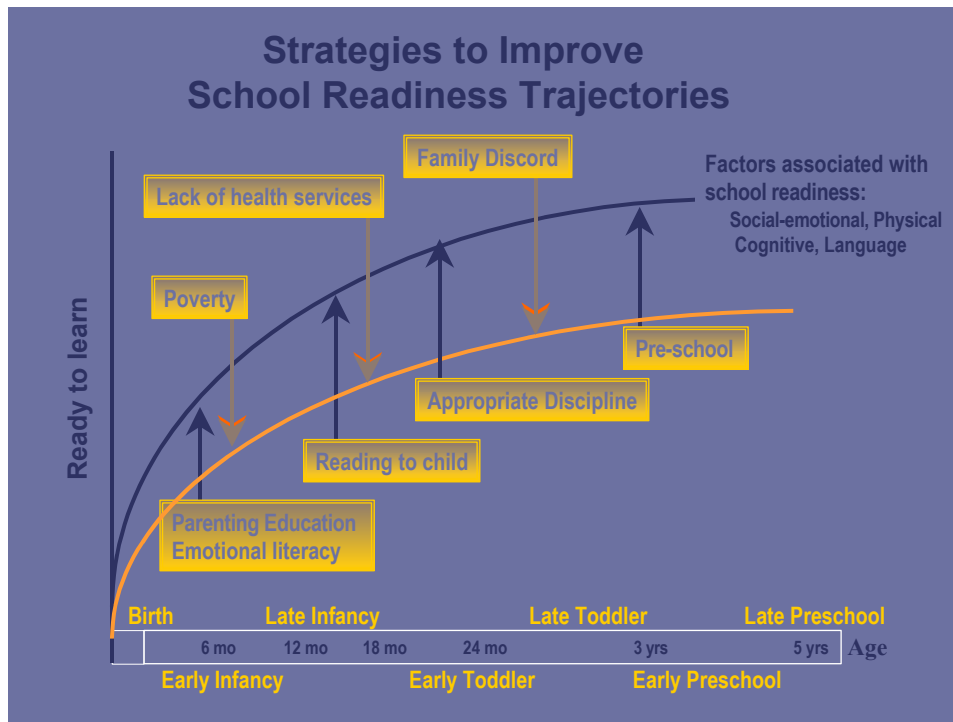 Strategies to Improve
School Readiness Trajectories
Family Discord
Lack of health services
Factors associated with
school readiness:
Social-emotional, Physical
Cognitive, Language
Poverty
Ready to learn
Pre-school
Appropriate Discipline
Reading to child
Parenting Education
Emotional literacy
Birth Late Infancy Late Toddler Late Preschool
6 mo 12 mo 18 mo 24 mo 3 yrs 5 yrs Age
Early Infancy Early Toddler Early Preschool